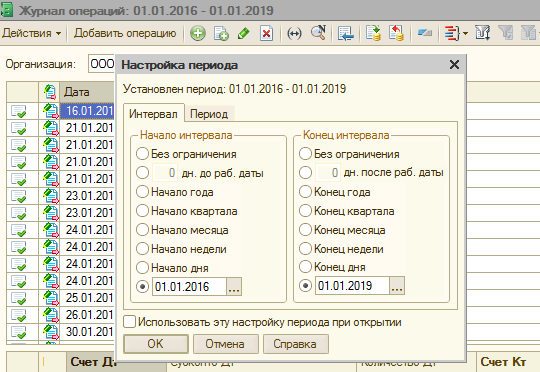 Журнал операций: 01.01.2016 - 01.01.2019
Действия Добавить операцию
Организация: ООО
Дата
16.01.201
21.01.201
21.01.201
21.01.201
21.01.201
23.01.201
23.01.201
24.01.201
24.01.201
24.01.201
24.01.201
25.01.201
26.01.201
30.01.201
Настройка периода
Установлен период: 01.01.2016 - 01.01.2019
Интервал Период
Начало интервала
Без ограничения
0 дн. до раб. даты
Начало года
Начало квартала
Начало месяца
Начало недели
Начало дня
01.01.2016 ...
Конец интервала
Без ограничения
0 дн. после раб. даты
Конец года
Конец квартала
Конец месяца
Конец недели
Конец дня
01.01.2019 ...
Использовать эту настройку периода при открытии
OK Отмена Справка
Счет Дт Субконто Дт Количество Дт Счет Кт